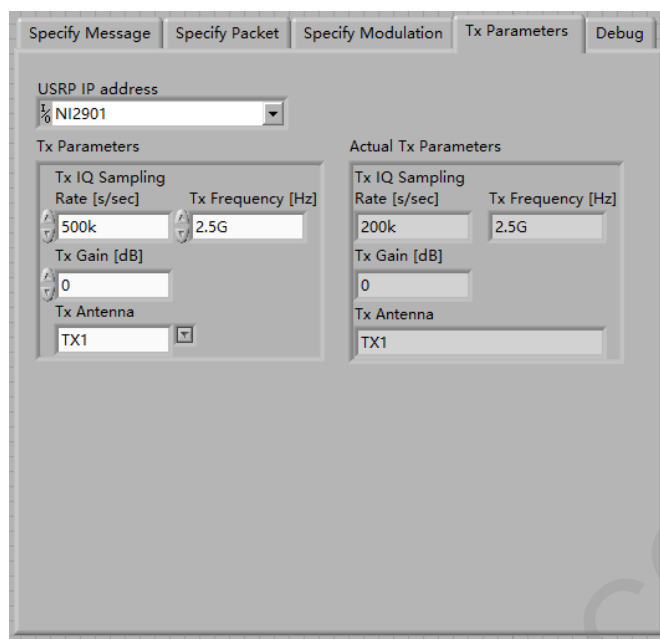 Specify Message Specify Packet Specify Modulation Tx Parameters Debug
USRP IP address
I/O NI2901
Tx Parameters
Tx IQ Sampling
Rate [s/sec] Tx Frequency [Hz]
500k 2.5G
Tx Gain [dB]
0
Tx Antenna
TX1
Actual Tx Parameters
Tx IQ Sampling
Rate [s/sec] Tx Frequency [Hz]
200k 2.5G
Tx Gain [dB]
0
Tx Antenna
TX1